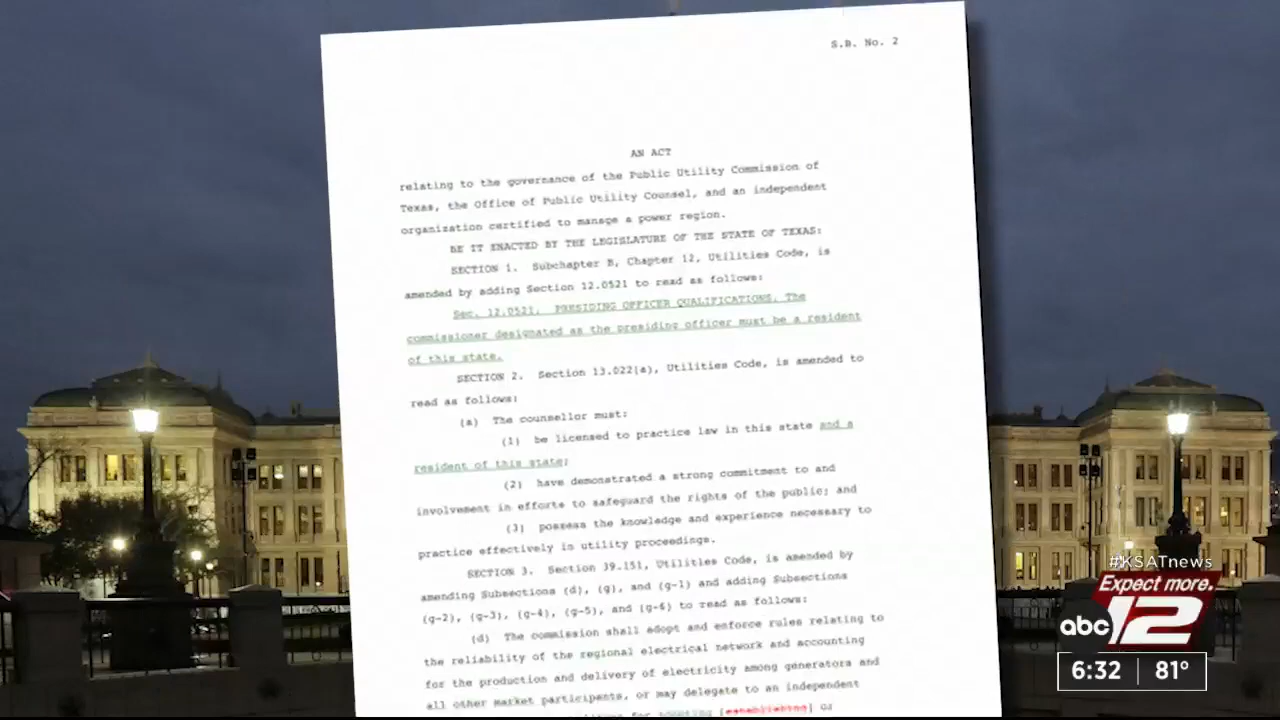 S.B. No. 2
AN ACT
relating to the governance of the Public Utility Commission of
Texas, the Office of Public Utility Counsel, and an independent
organization certified to manage a power region.
BE IT ENACTED BY THE LEGISLATURE OF THE STATE OF TEXAS:
SECTION 1. Subchapter B, Chapter 12, Utilities Code, is
amended by adding Section 12.0521 to read as follows:
Sec. 12.0521. PRESIDING OFFICER QUALIFICATIONS. The
commissioner designated as the presiding officer must be a resident
of this state.
SECTION 2. Section 13.022(a), Utilities Code, is amended to
read as follows:
(a) The counsellor must:
(1) be licensed to practice law in this state and a
resident of this state;
(2) have demonstrated a strong commitment to and
involvement in efforts to safeguard the rights of the public; and
(3) possess the knowledge and experience necessary to
practice effectively in utility proceedings.
SECTION 3. Section 39.151, Utilities Code, is amended by
amending Subsections (d), (g), and (g-1) and adding Subsections
(g-2), (g-3), (g-4), (g-5), and (g-6) to read as follows:
(d) The commission shall adopt and enforce rules relating to
the reliability of the regional electrical network and accounting
for the production and delivery of electricity among generators and
all other market participants, or may delegate to an independent
for adopting [establishing] or
#KSATnews
Expect more.
abc 12
6:32 81°